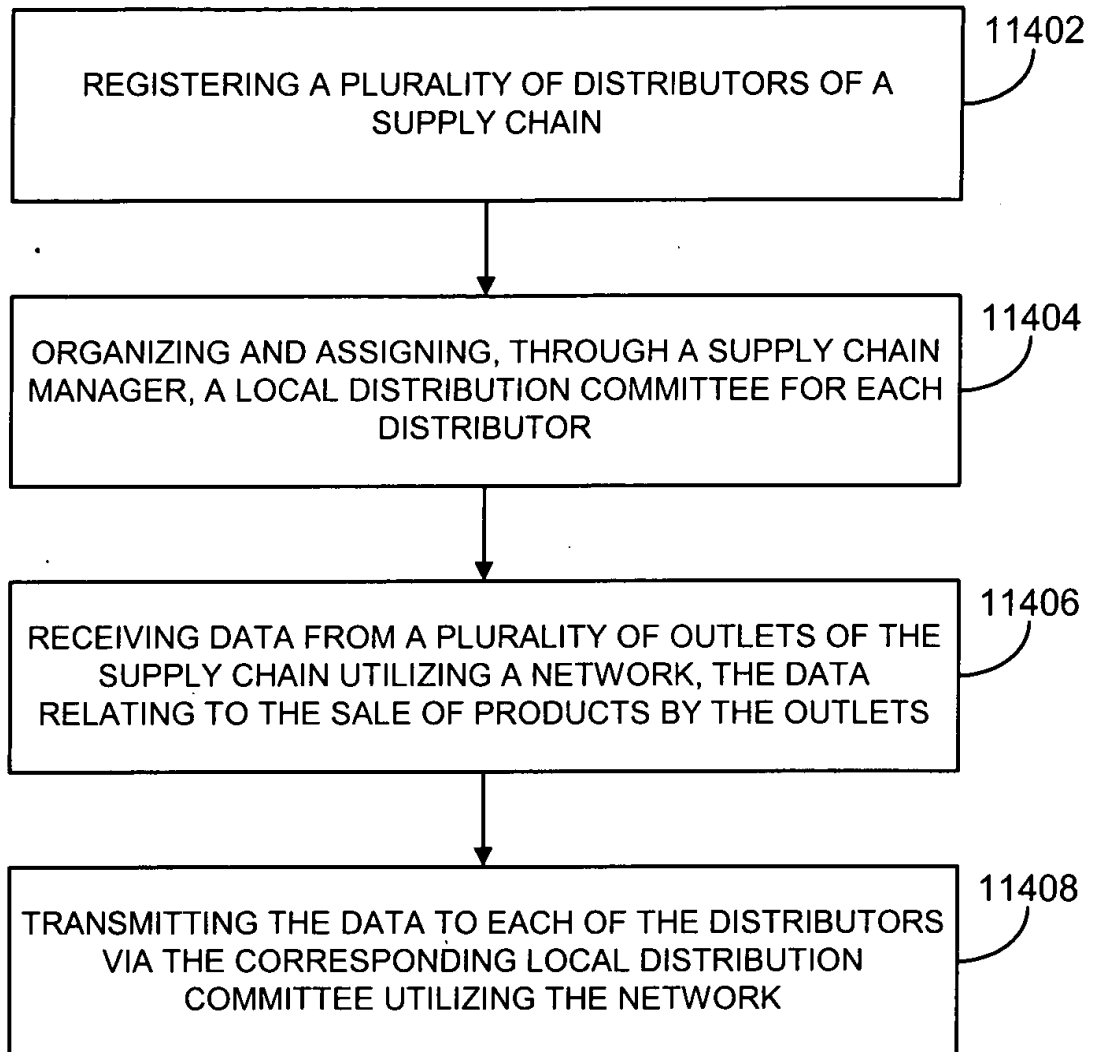 11402
REGISTERING A PLURALITY OF DISTRIBUTORS OF A
SUPPLY CHAIN
11404
ORGANIZING AND ASSIGNING, THROUGH A SUPPLY CHAIN
MANAGER, A LOCAL DISTRIBUTION COMMITTEE FOR EACH
DISTRIBUTOR
11406
RECEIVING DATA FROM A PLURALITY OF OUTLETS OF THE
SUPPLY CHAIN UTILIZING A NETWORK, THE DATA
RELATING TO THE SALE OF PRODUCTS BY THE OUTLETS
11408
TRANSMITTING THE DATA TO EACH OF THE DISTRIBUTORS
VIA THE CORRESPONDING LOCAL DISTRIBUTION
COMMITTEE UTILIZING THE NETWORK